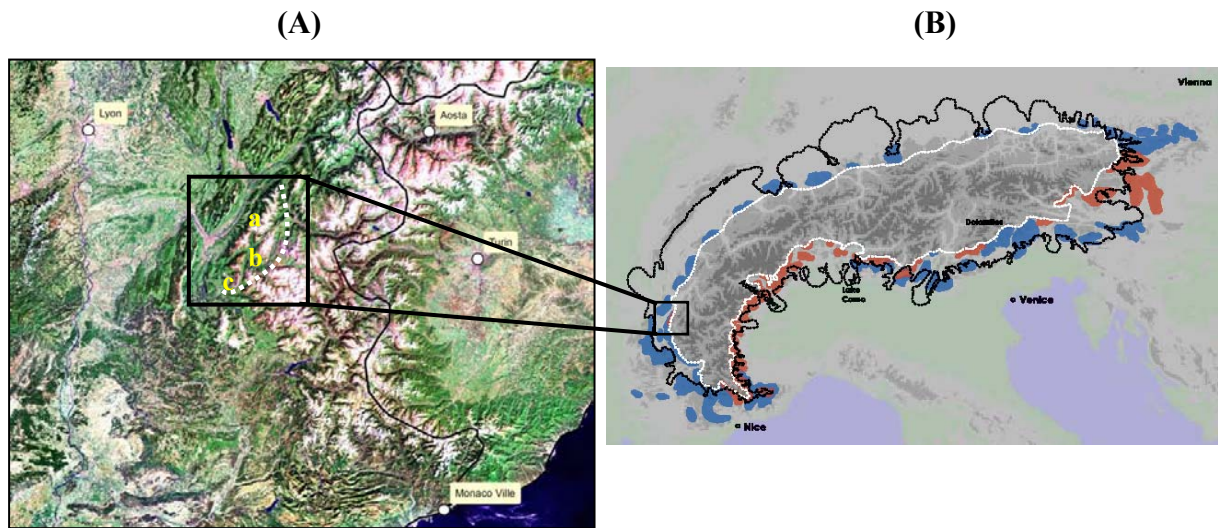 (A)
(B)
Lyon
Aosta
a
b
c
Turin
Monaco Ville
Vienna
Dolomites
Lake
Como
Venice
Nice